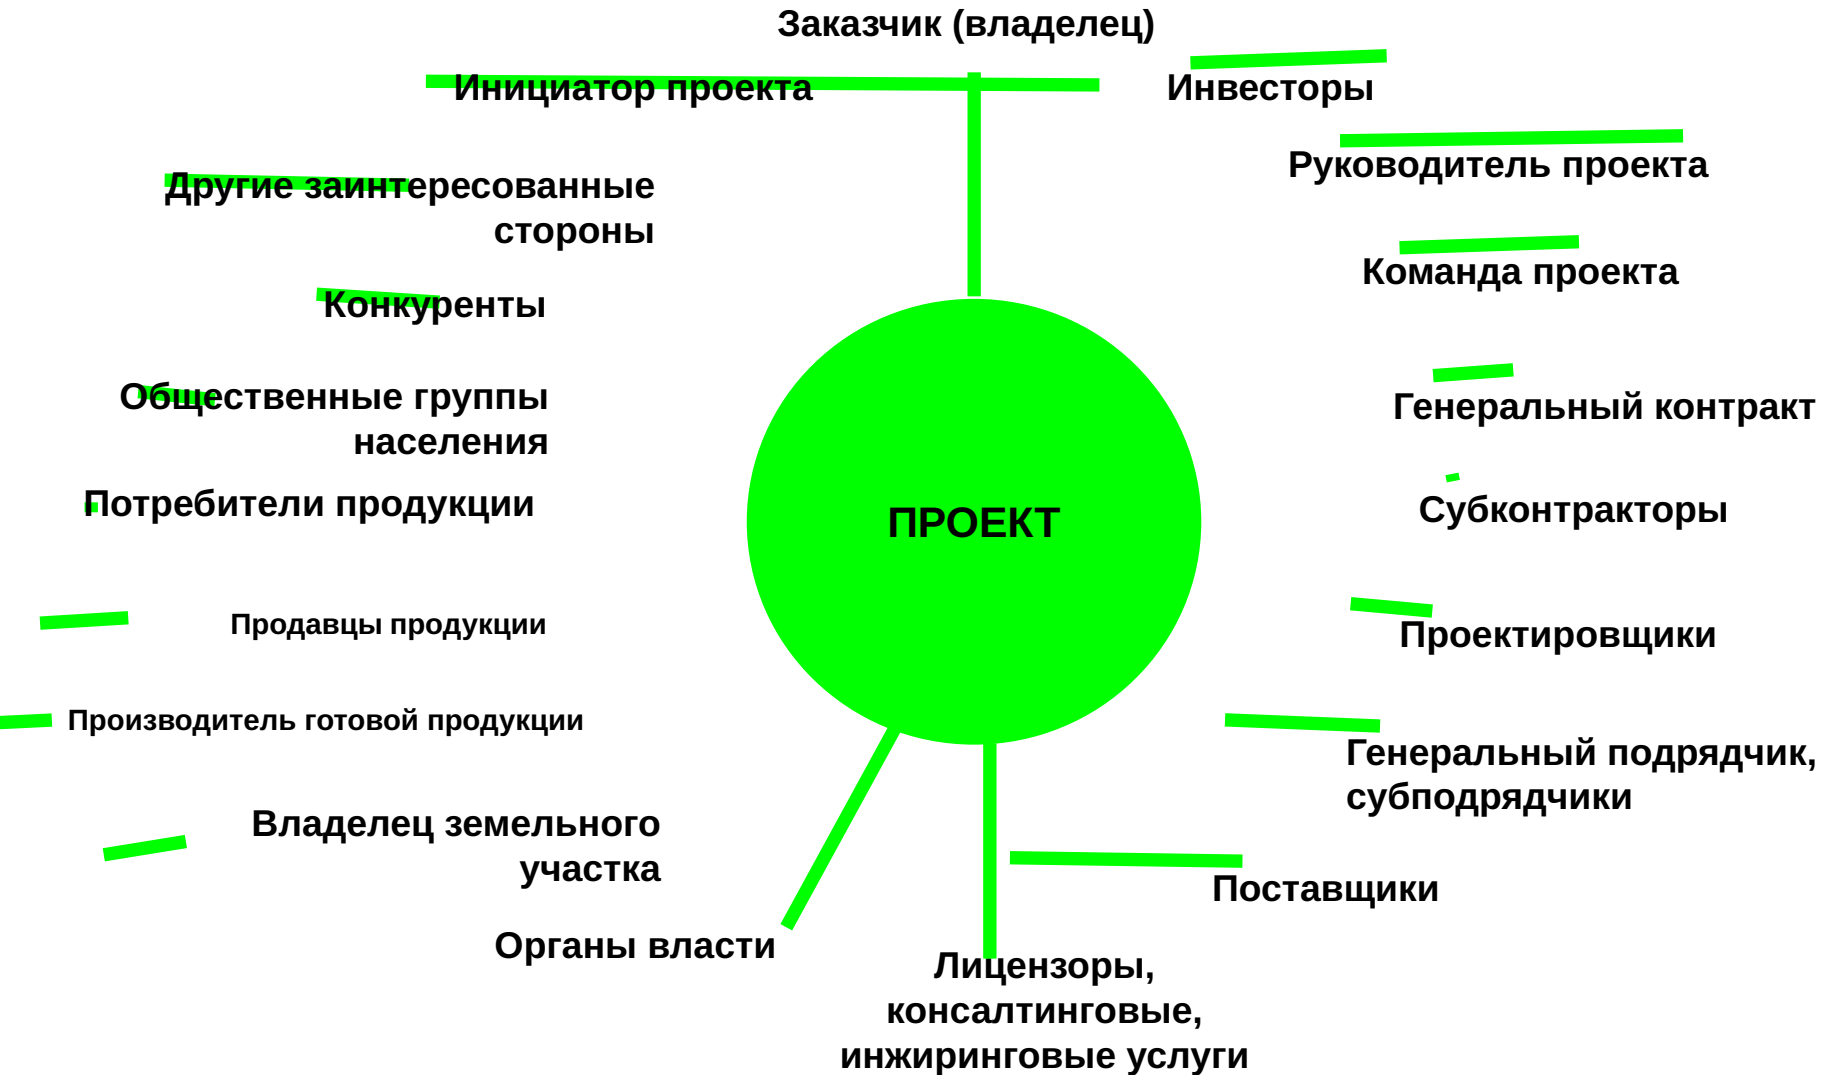 Заказчик (владелец)
Инициатор проекта
Инвесторы
Руководитель проекта
Другие заинтересованные
стороны
Команда проекта
Конкуренты
Общественные группы
населения
Генеральный контракт
Потребители продукции
Субконтракторы
ПРОЕКТ
Продавцы продукции
Проектировщики
Производитель готовой продукции
Генеральный подрядчик,
субподрядчики
Владелец земельного
участка
Поставщики
Органы власти
Лицензоры,
консалтинговые,
инжиринговые услуги